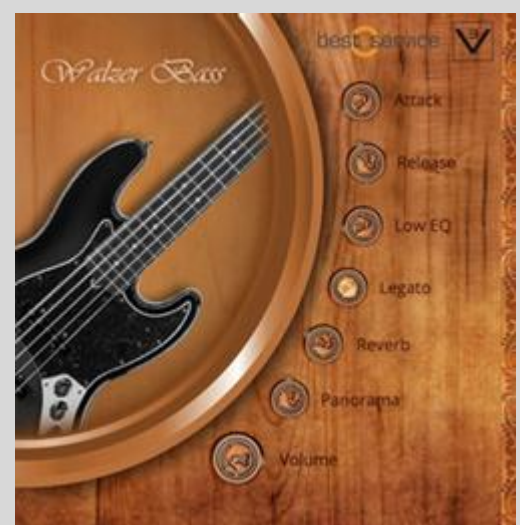 Walzer Bass
best service
Attack
Release
Low EQ
Legato
Reverb
Panorama
Volume